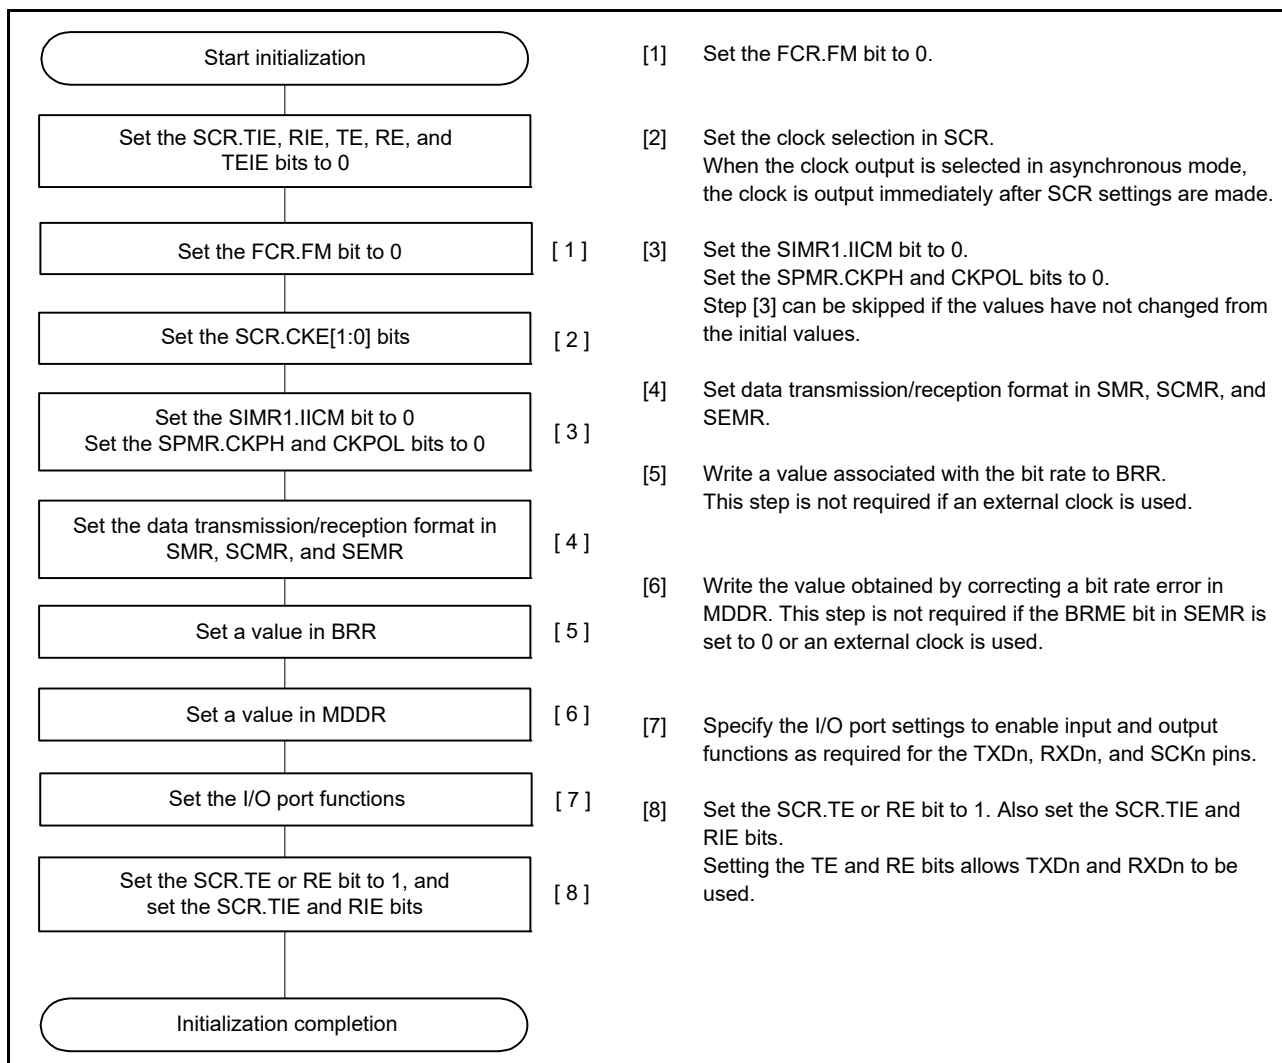 Start initialization
Set the SCR.TIE, RIE, TE, RE, and
TEIE bits to 0
Set the FCR.FM bit to 0
[ 1 ]
Set the SCR.CKE[1:0] bits
[ 2 ]
Set the SIMR1.IICM bit to 0
Set the SPMR.CKPH and CKPOL bits to 0
[ 3 ]
Set the data transmission/reception format in
SMR, SCMR, and SEMR
[ 4 ]
Set a value in BRR
[ 5 ]
Set a value in MDDR
[ 6 ]
Set the I/O port functions
[ 7 ]
Set the SCR.TE or RE bit to 1, and
set the SCR.TIE and RIE bits
[ 8 ]
Initialization completion
[1] Set the FCR.FM bit to 0.
[2] Set the clock selection in SCR.
When the clock output is selected in asynchronous mode,
the clock is output immediately after SCR settings are made.
[3] Set the SIMR1.IICM bit to 0.
Set the SPMR.CKPH and CKPOL bits to 0.
Step [3] can be skipped if the values have not changed from
the initial values.
[4] Set data transmission/reception format in SMR, SCMR, and
SEMR.
[5] Write a value associated with the bit rate to BRR.
This step is not required if an external clock is used.
[6] Write the value obtained by correcting a bit rate error in
MDDR. This step is not required if the BRME bit in SEMR is
set to 0 or an external clock is used.
[7] Specify the I/O port settings to enable input and output
functions as required for the TXDn, RXDn, and SCKn pins.
[8] Set the SCR.TE or RE bit to 1. Also set the SCR.TIE and
RIE bits.
Setting the TE and RE bits allows TXDn and RXDn to be
used.